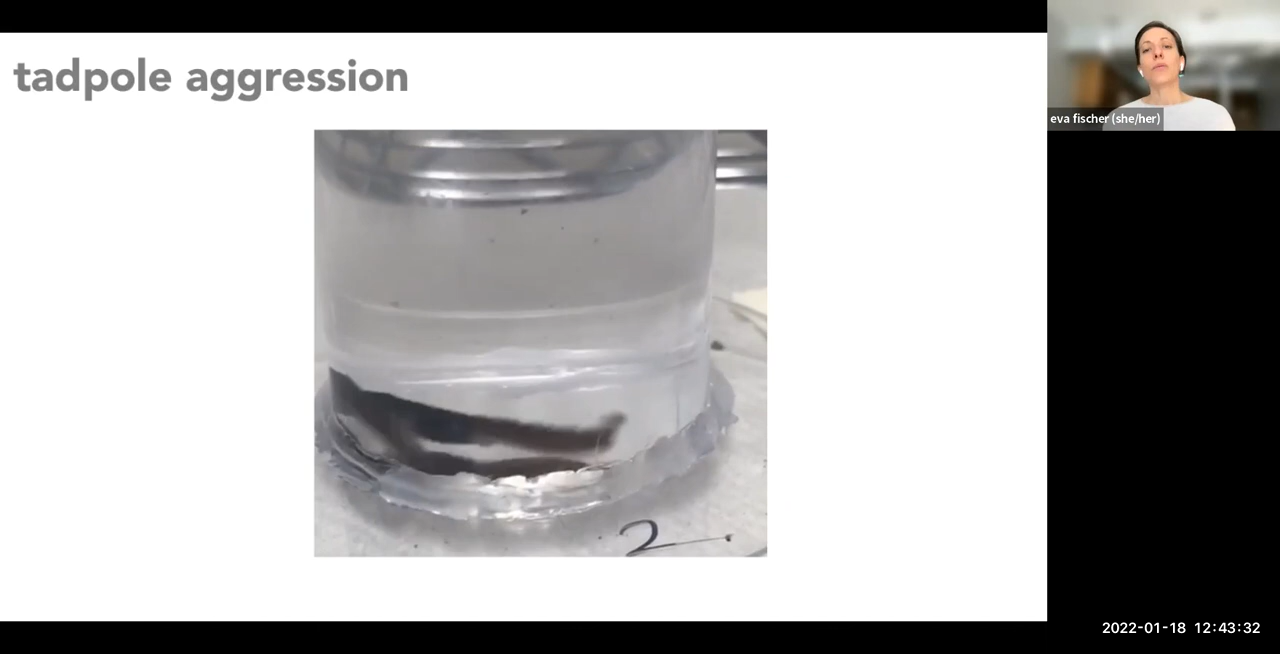 tadpole aggression
eva fischer (she/her)
2
2022-01-18 12:43:32